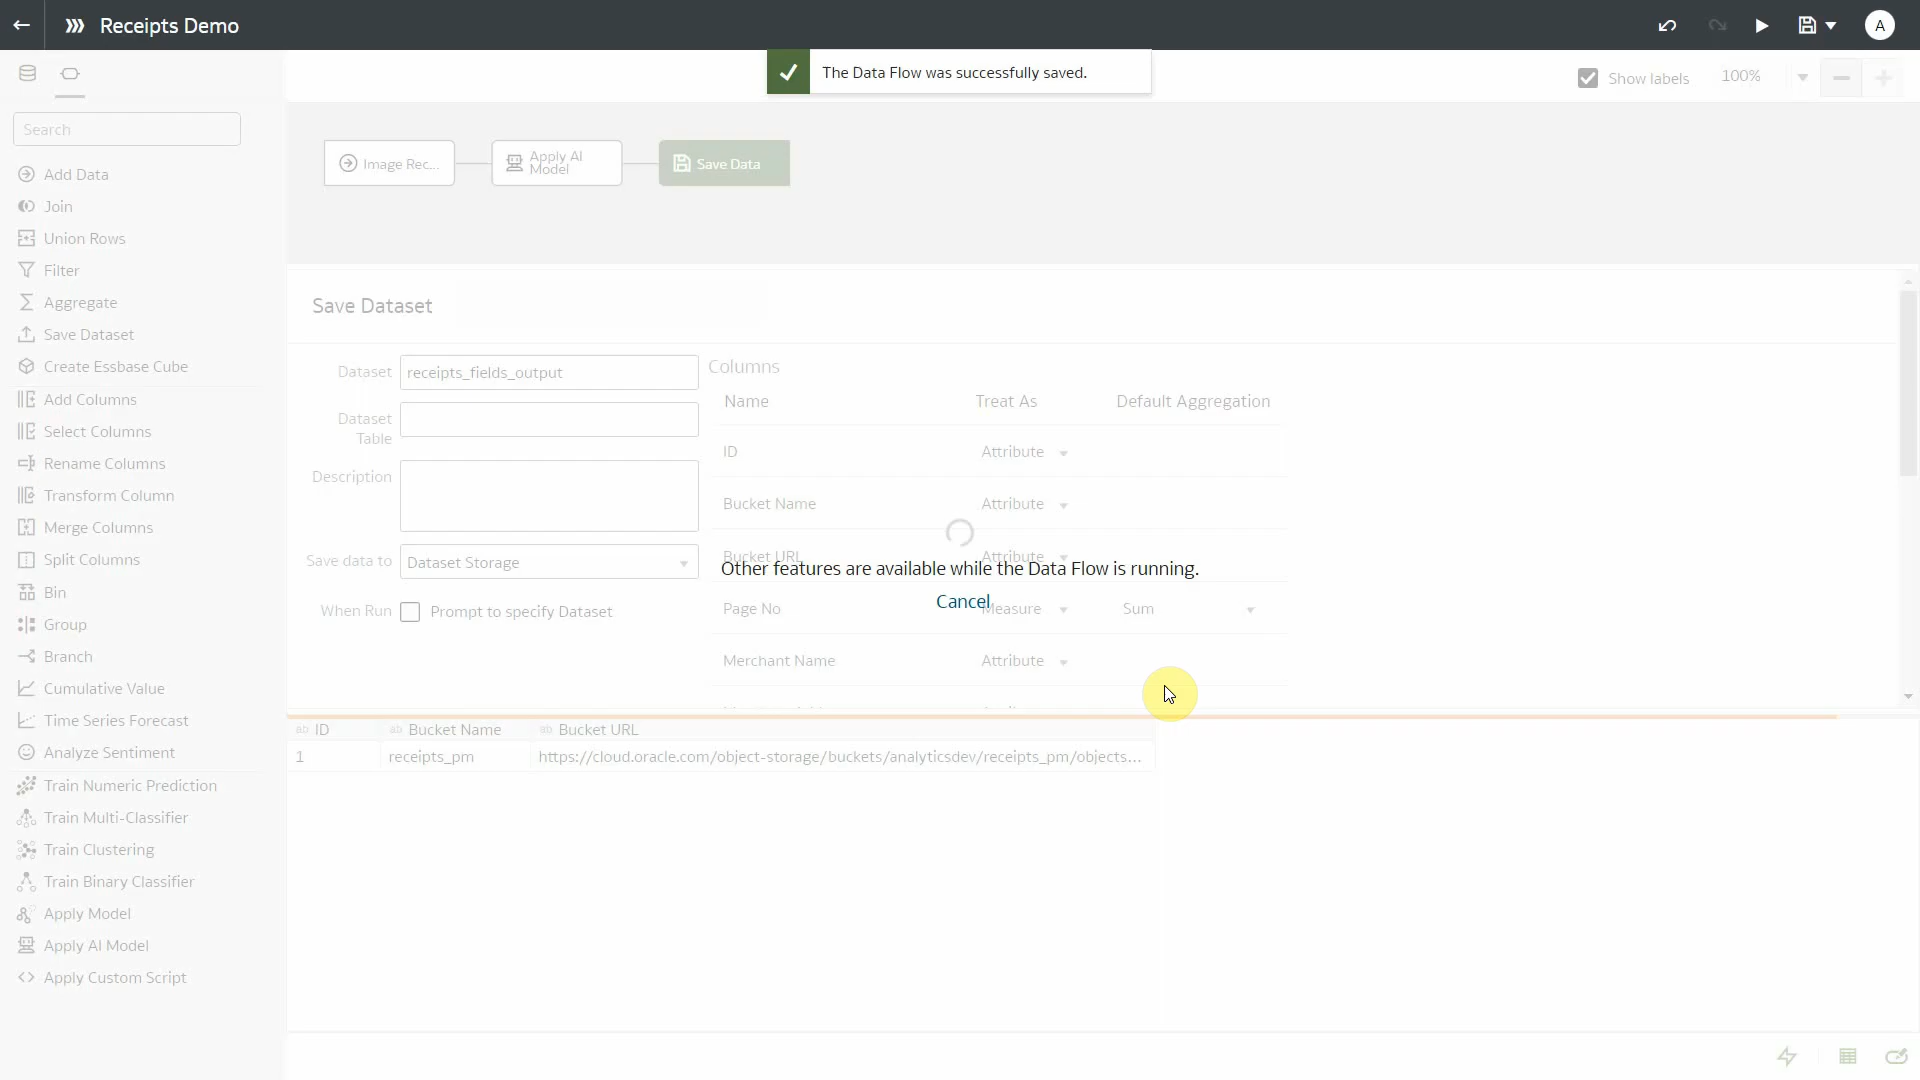 Receipts Demo
A
The Data Flow was successfully saved.
Show labels
100%
Search
Image Rec...
Apply AI
Model
Save Data
Add Data
Join
Union Rows
Filter
Aggregate
Save Dataset
Create Essbase Cube
Add Columns
Select Columns
Rename Columns
Transform Column
Merge Columns
Split Columns
Bin
Group
Branch
Cumulative Value
Time Series Forecast
Analyze Sentiment
Train Numeric Prediction
Train Multi-Classifier
Train Clustering
Train Binary Classifier
Apply Model
Apply AI Model
Apply Custom Script
Save Dataset
Dataset receipts_fields_output
Dataset
Table
Description
Save data to Dataset Storage
When Run Prompt to specify Dataset
Columns
Name Treat As Default Aggregation
ID Attribute
Bucket Name Attribute
Bucket URL Attribute
Other features are available while the Data Flow is running.
Cancel
Page No Measure Sum
Merchant Name Attribute
ab ID ab Bucket Name ab Bucket URL
1 receipts_pm https://cloud.oracle.com/object-storage/buckets/analyticsdev/receipts_pm/objects...